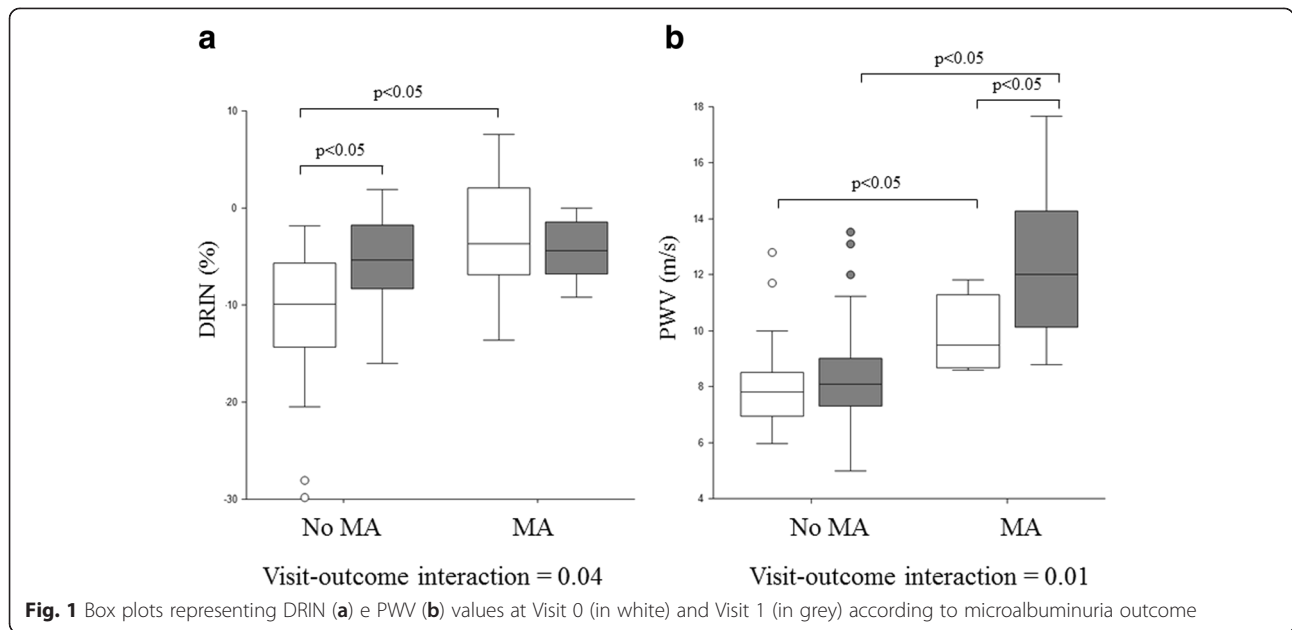 a
b
p<0.05
p<0.05
p<0.05
p<0.05
p<0.05
10
0
-10
-20
-30
DRIN (%)
No MA
MA
Visit-outcome interaction = 0.04
18
16
14
12
10
8
6
4
PWV (m/s)
No MA
MA
Visit-outcome interaction = 0.01
Fig. 1 Box plots representing DRIN (a) e PWV (b) values at Visit 0 (in white) and Visit 1 (in grey) according to microalbuminuria outcome